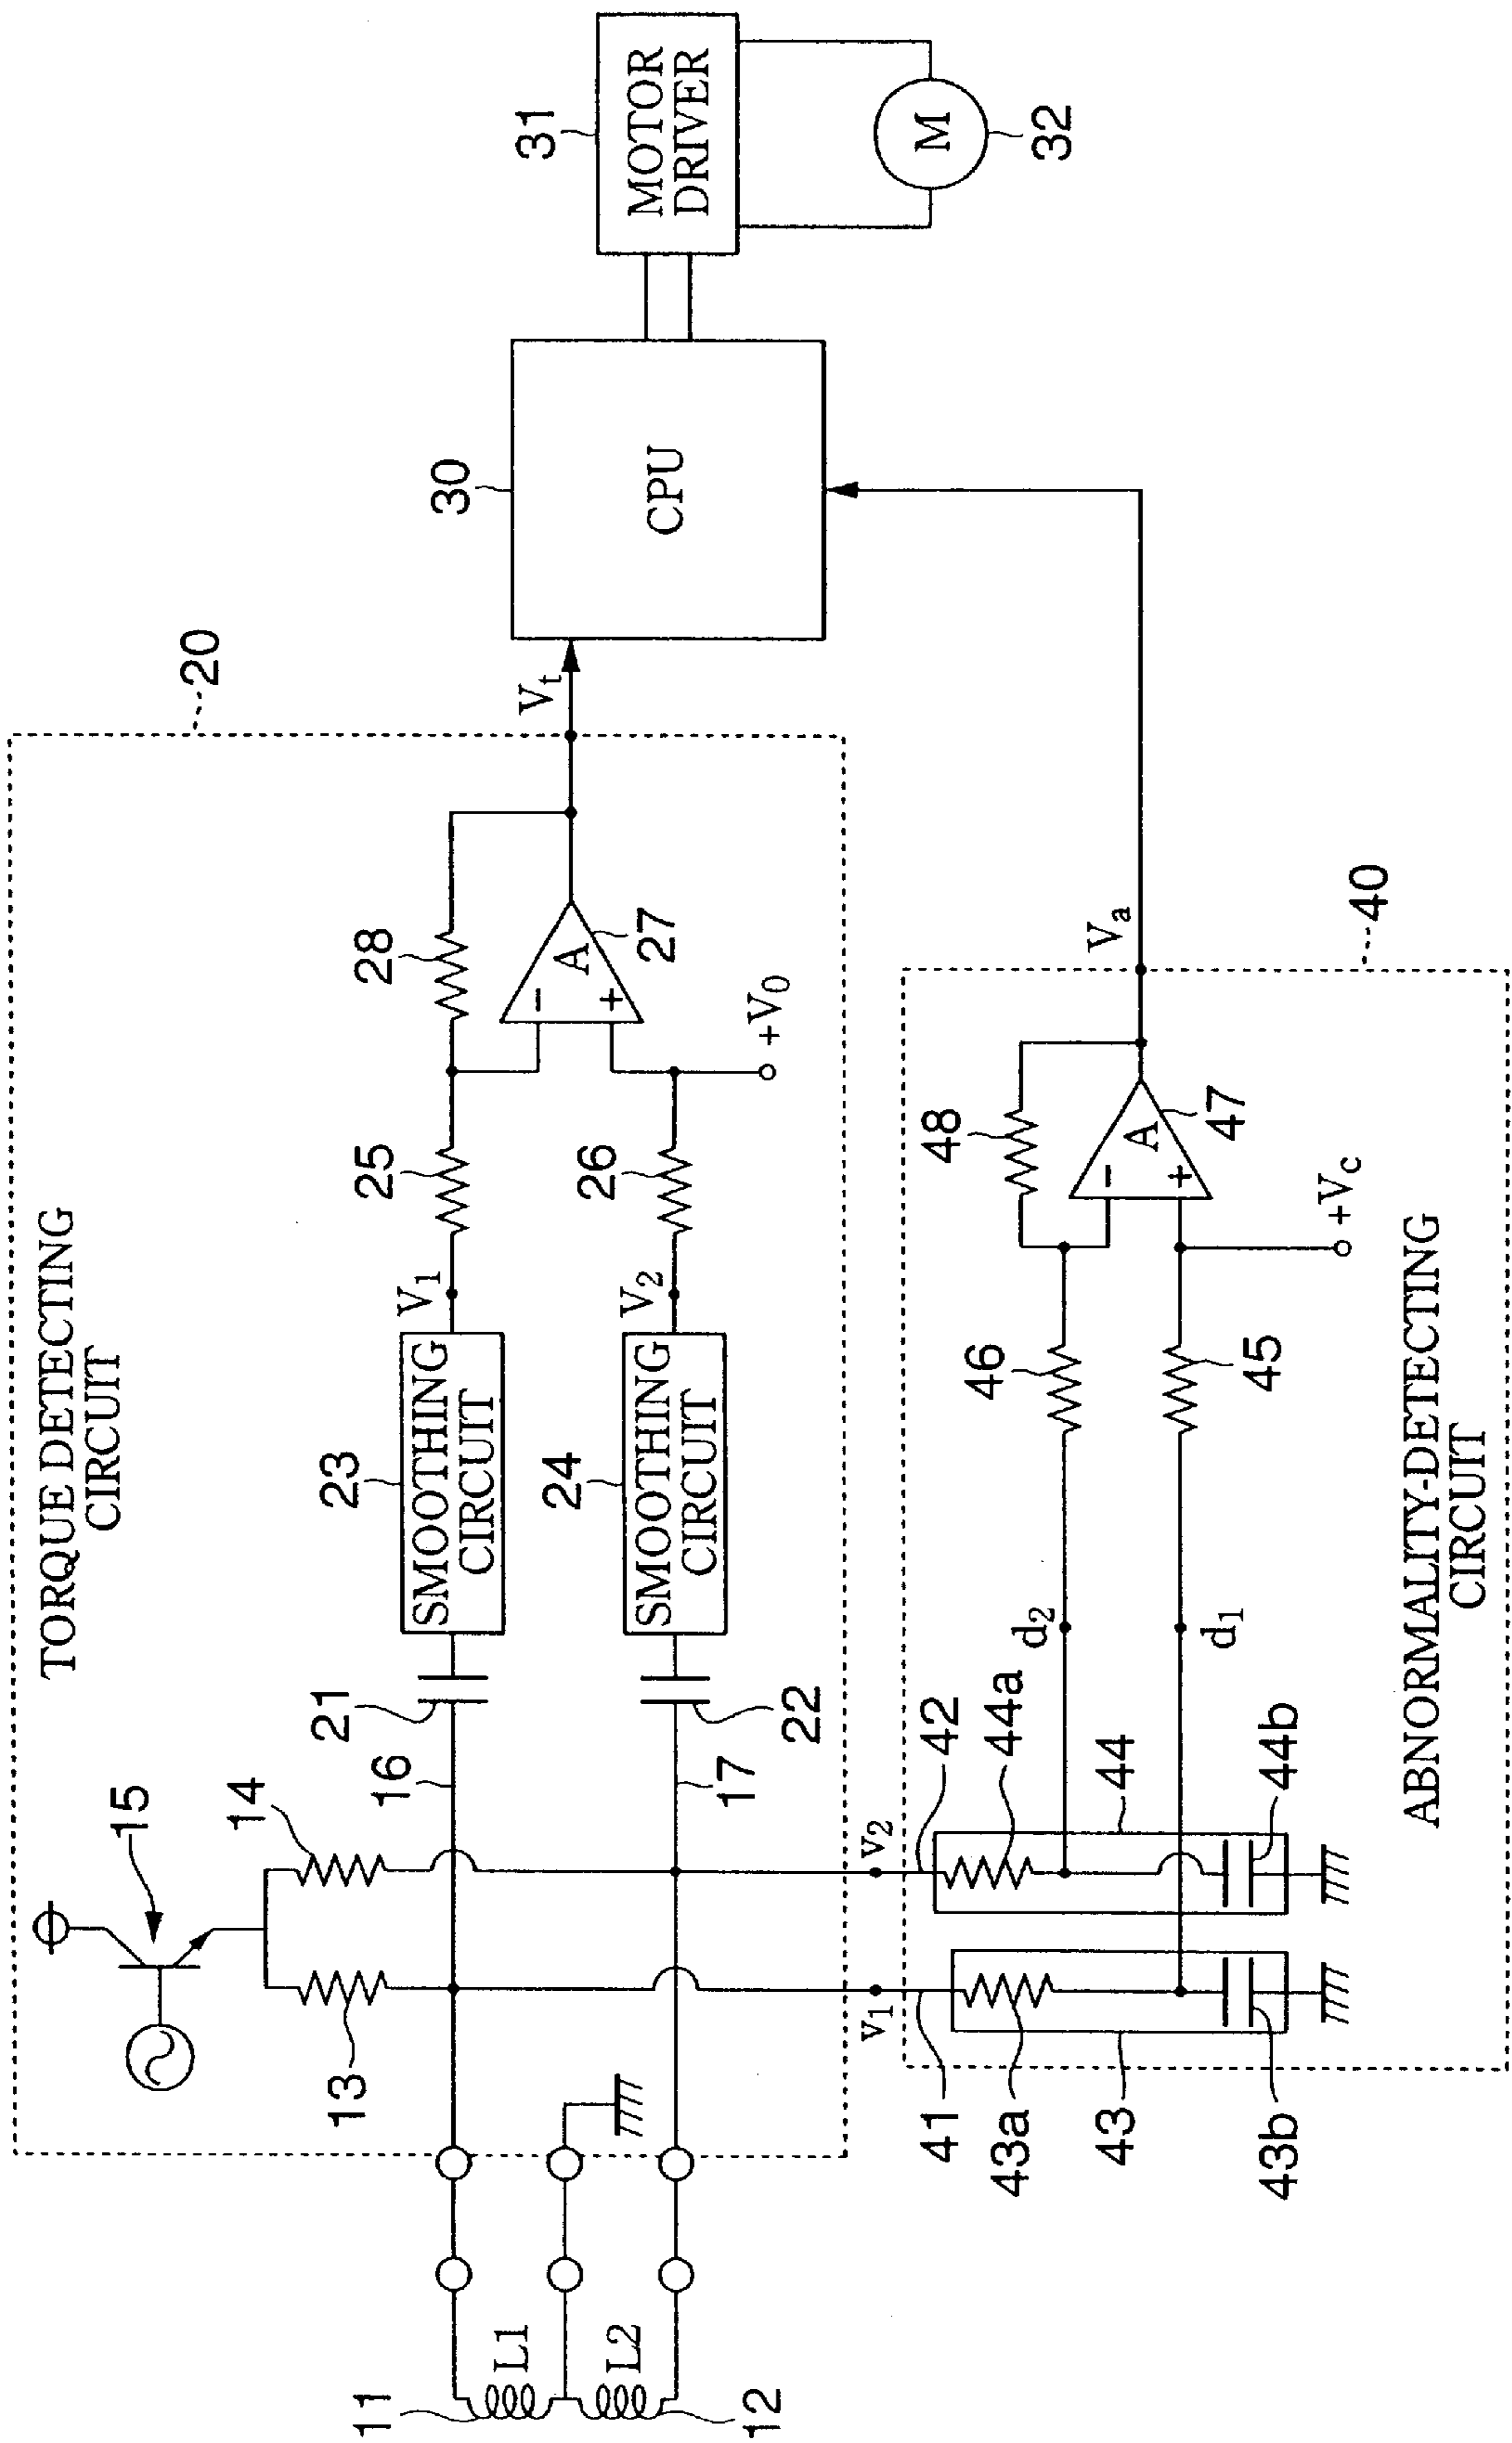 TORQUE DETECTING
CIRCUIT
20
15
14
13
16
17
21
22
23
SMOOTHING
CIRCUIT
24
SMOOTHING
CIRCUIT
V1
V2
25
26
28
A
−
+
27
+V0
Vt
11
L1
L2
12
30
CPU
31
MOTOR
DRIVER
M
32
v1
v2
41
42
43a
43
43b
44a
44
44b
d2
d1
46
45
48
A
−
+
47
+Vc
Va
40
ABNORMALITY-DETECTING
CIRCUIT